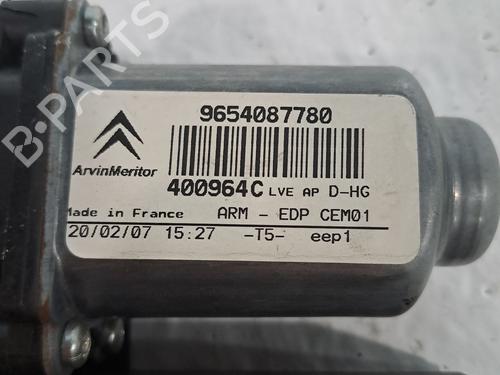 9654087780
ArvinMeritor
400964C LVE AP D-HG
Made in France ARM - EDP CEM01
20/02/07 15:27 -T5- eep1
B-PARTS